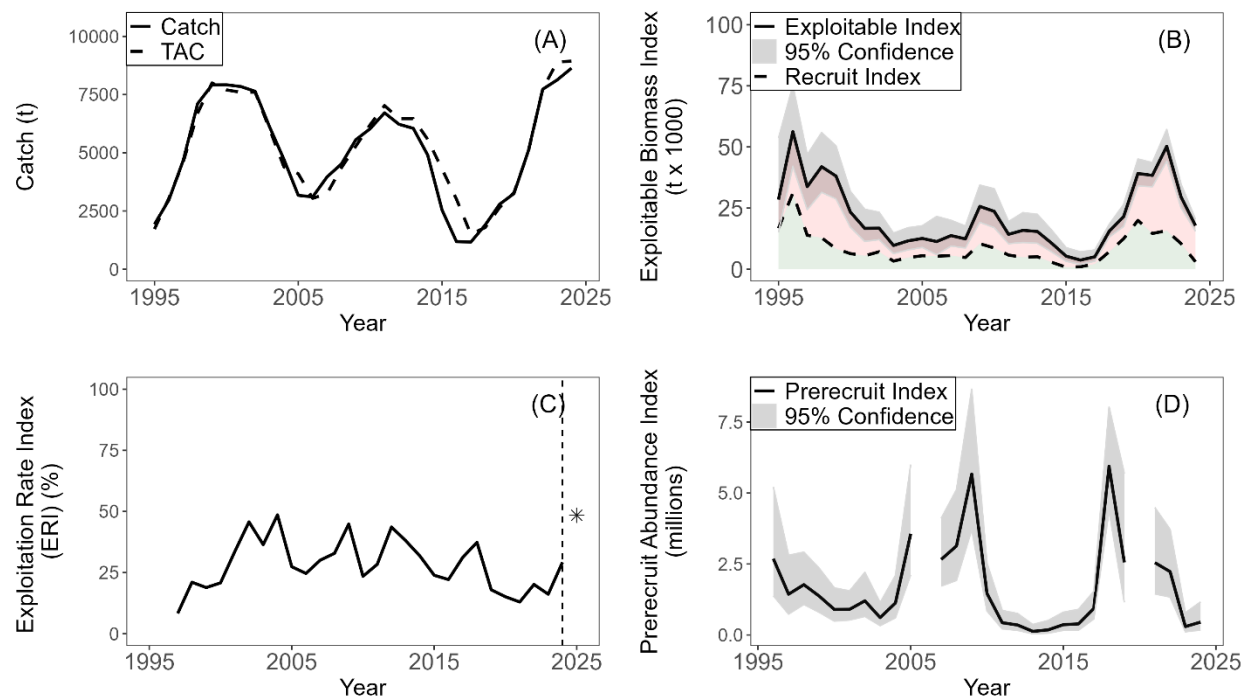 Catch
TAC
(A)
10000
7500
5000
2500
0
Catch (t)
1995
2005
2015
2025
Year
Exploitable Index
95% Confidence
Recruit Index
(B)
100
75
50
25
0
Exploitable Biomass Index
(t x 1000)
1995
2005
2015
2025
Year
(C)
100
75
50
25
0
Exploitation Rate Index
(ERI) (%)
1995
2005
2015
2025
Year
Prerecruit Index
95% Confidence
(D)
7.5
5.0
2.5
0.0
Prerecruit Abundance Index
(millions)
1995
2005
2015
2025
Year